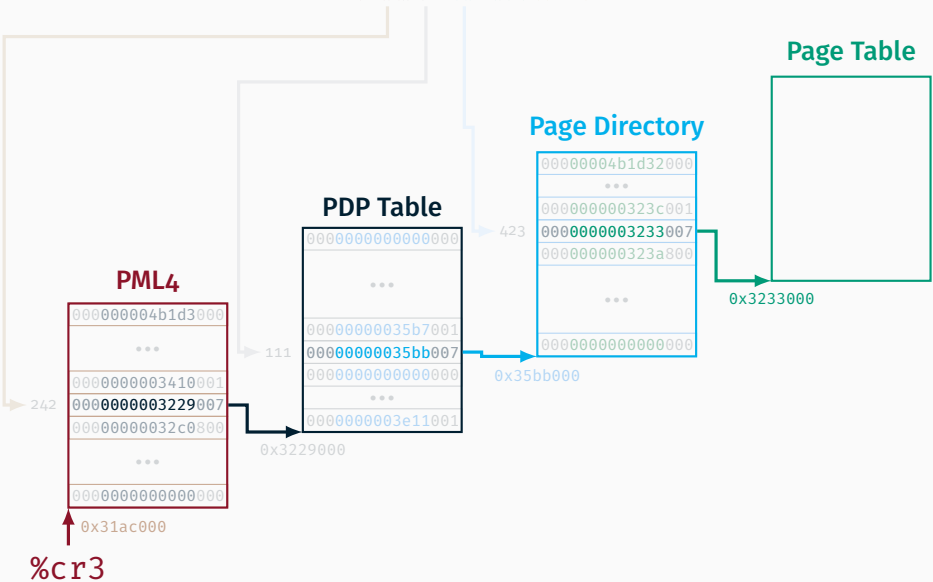 Page Table
0x3233000
Page Directory
00000004b1d32000
•••
000000000323c001
423
0000000003233007
000000000323a800
•••
0000000000000000
0x35bb000
PDP Table
0000000000000000
•••
00000000035b7001
111
00000000035bb007
0000000000000000
•••
0000000003e11001
0x3229000
PML4
000000004b1d3000
•••
0000000003410001
242
0000000003229007
00000000032c0800
•••
0000000000000000
0x31ac000
%cr3